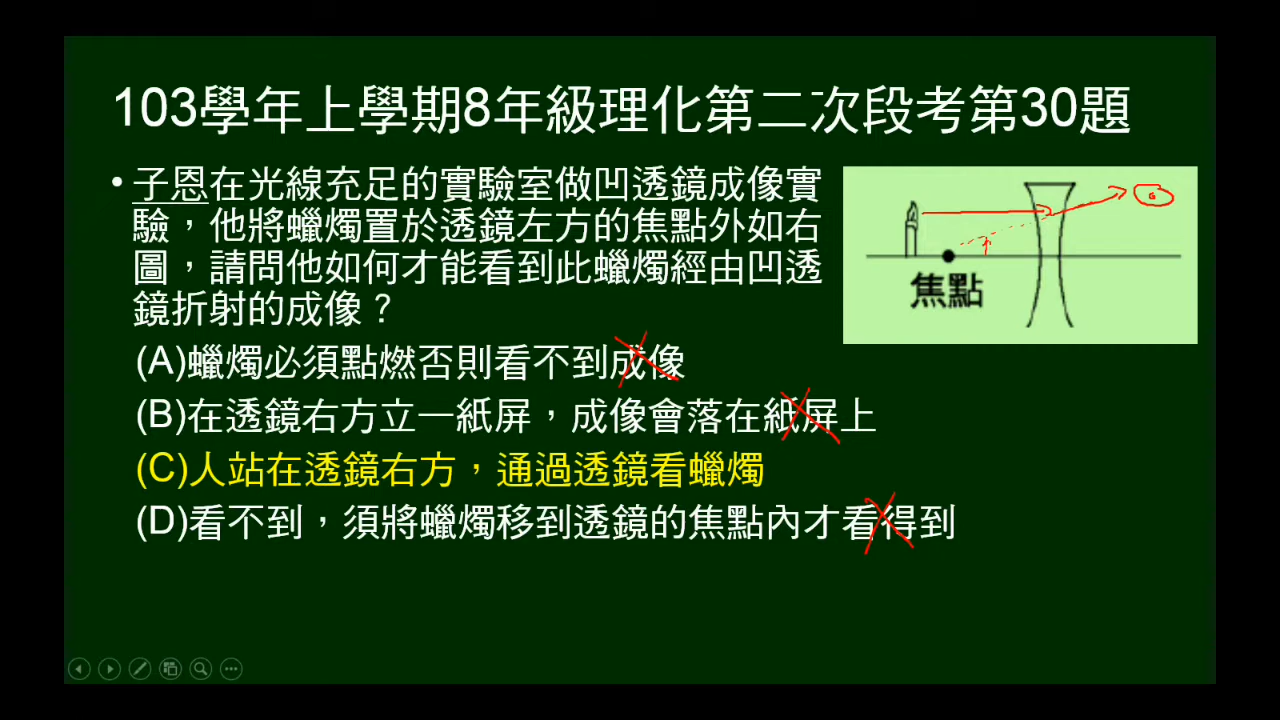 103學年上學期8年級理化第二次段考第30題
• 子恩在光線充足的實驗室做凹透鏡成像實
驗，他將蠟燭置於透鏡左方的焦點外如右
圖，請問他如何才能看到此蠟燭經由凹透
鏡折射的成像？
(A)蠟燭必須點燃否則看不到成像
(B)在透鏡右方立一紙屏，成像會落在紙屏上
(C)人站在透鏡右方，通過透鏡看蠟燭
(D)看不到，須將蠟燭移到透鏡的焦點內才看得到
焦點